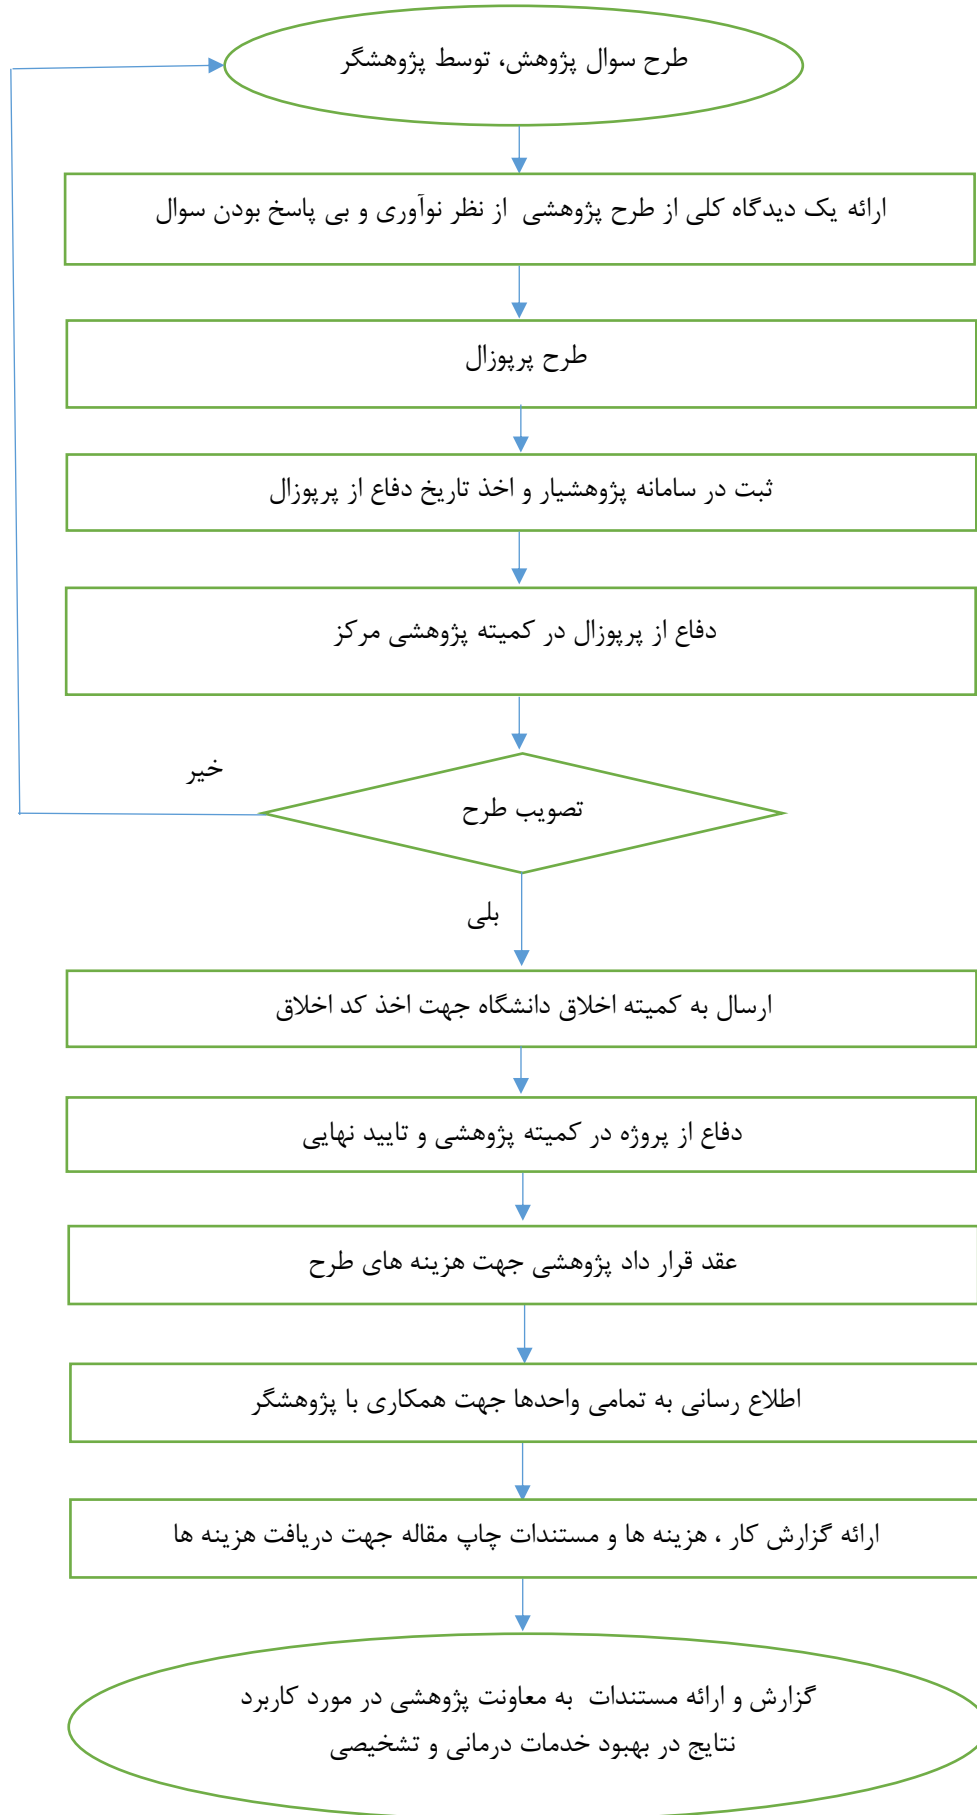 طرح سوال پژوهش، توسط پژوهشگر
ارائه یک دیدگاه کلی از طرح پژوهشی از نظر نوآوری و بی پاسخ بودن سوال
طرح پرپوزال
ثبت در سامانه پژوهشیار و اخذ تاریخ دفاع از پرپوزال
دفاع از پرپوزال در کمیته پژوهشی مرکز
خیر
تصویب طرح
بلی
ارسال به کمیته اخلاق دانشگاه جهت اخذ کد اخلاق
دفاع از پروژه در کمیته پژوهشی و تایید نهایی
عقد قرار داد پژوهشی جهت هزینه های طرح
اطلاع رسانی به تمامی واحدها جهت همکاری با پژوهشگر
ارائه گزارش کار ، هزینه ها و مستندات چاپ مقاله جهت دریافت هزینه ها
گزارش و ارائه مستندات به معاونت پژوهشی در مورد کاربرد
نتایج در بهبود خدمات درمانی و تشخیصی